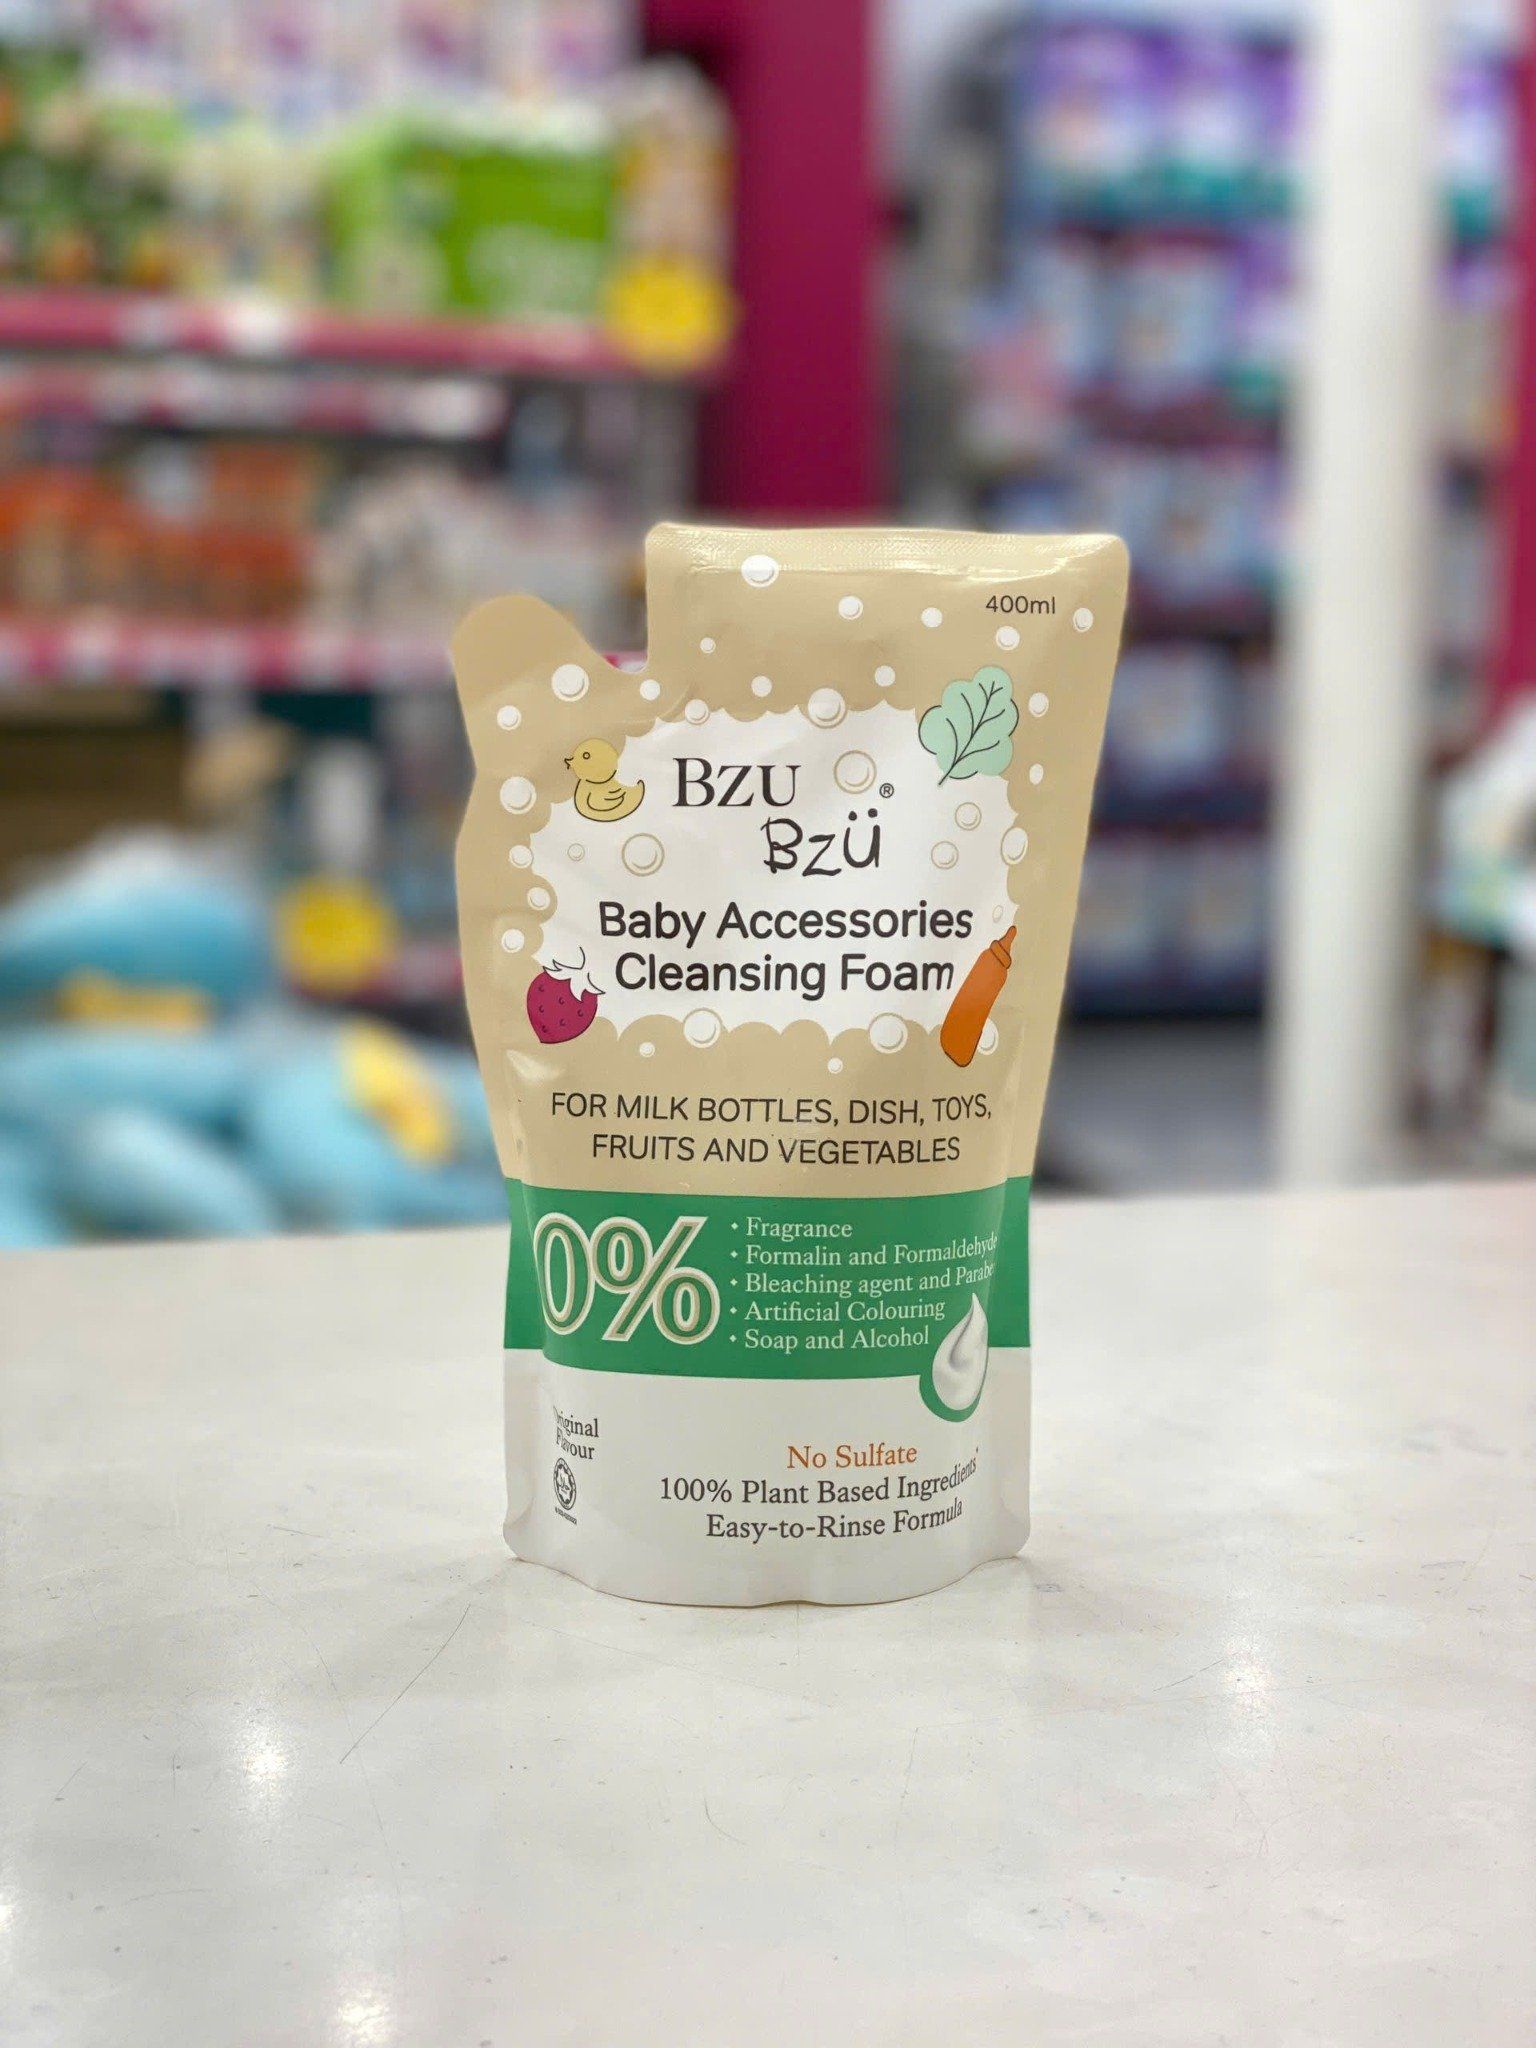 400ml
BZU
®
BZÜ
Baby Accessories
Cleansing Foam
FOR MILK BOTTLES, DISH, TOYS,
FRUITS AND VEGETABLES
0%
• Fragrance
• Formalin and Formaldehyde
• Bleaching agent and Parabe
• Artificial Colouring
• Soap and Alcohol
Original
Flavour
No Sulfate
100% Plant Based Ingredients*
Easy-to-Rinse Formula